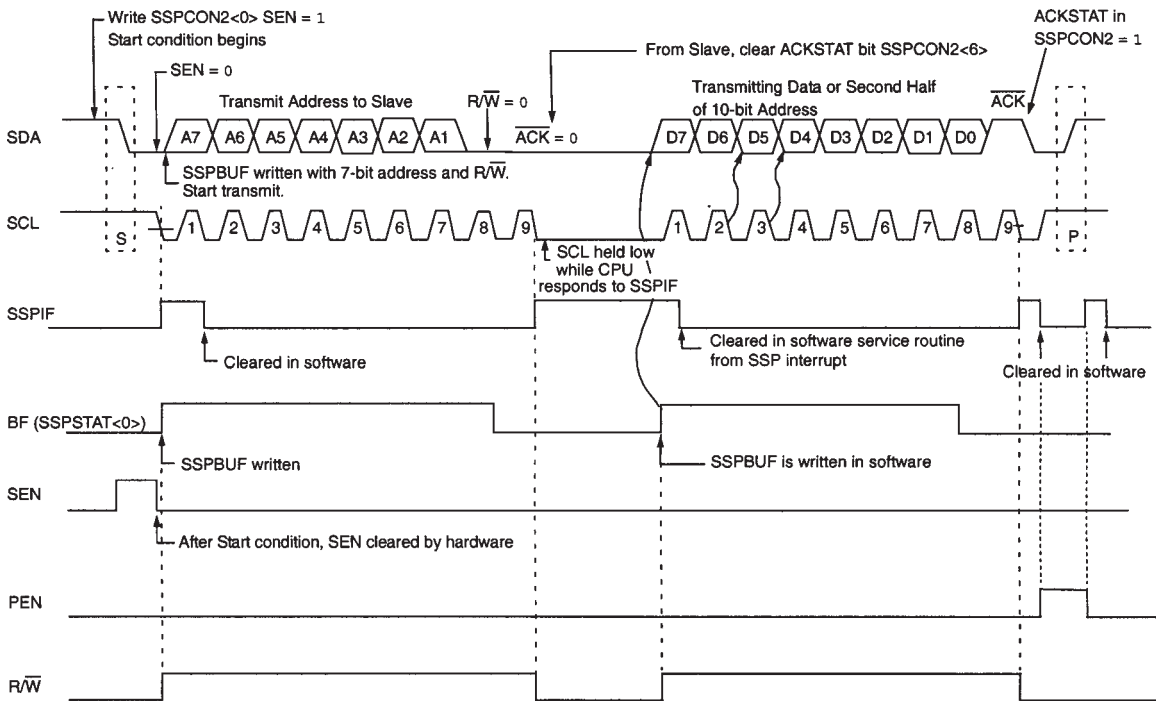 Write SSPCON2<0> SEN = 1
Start condition begins
ACKSTAT in
SSPCON2 = 1
From Slave, clear ACKSTAT bit SSPCON2<6>
SEN = 0
Transmit Address to Slave
R/W̅ = 0
Transmitting Data or Second Half
of 10-bit Address
A̅C̅K̅
SDA
A7 A6 A5 A4 A3 A2 A1
A̅C̅K̅ = 0
D7 D6 D5 D4 D3 D2 D1 D0
SSPBUF written with 7-bit address and R/W̅.
Start transmit.
SCL
S
1 2 3 4 5 6 7 8 9
1 2 3 4 5 6 7 8 9
P
SCL held low
while CPU
responds to SSPIF
SSPIF
Cleared in software
Cleared in software service routine
from SSP interrupt
Cleared in software
BF (SSPSTAT<0>)
SSPBUF written
SSPBUF is written in software
SEN
After Start condition, SEN cleared by hardware
PEN
R/W̅